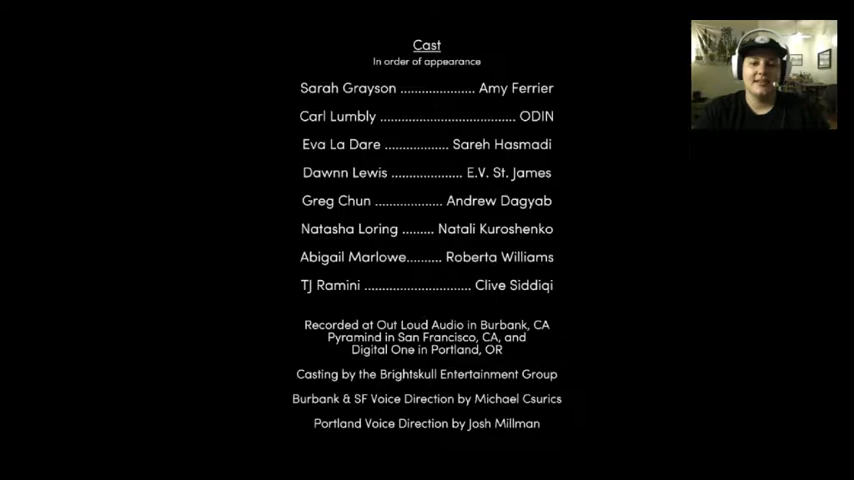 Cast
In order of appearance
Sarah Grayson ...................... Amy Ferrier
Carl Lumbly ........................................ ODIN
Eva La Dare ................... Sareh Hasmadi
Dawnn Lewis ..................... E.V. St. James
Greg Chun .................... Andrew Dagyab
Natasha Loring ......... Natali Kuroshenko
Abigail Marlowe.......... Roberta Williams
TJ Ramini ............................... Clive Siddiqi
Recorded at Out Loud Audio in Burbank, CA
Pyramind in San Francisco, CA, and
Digital One in Portland, OR
Casting by the Brightskull Entertainment Group
Burbank & SF Voice Direction by Michael Csurics
Portland Voice Direction by Josh Millman